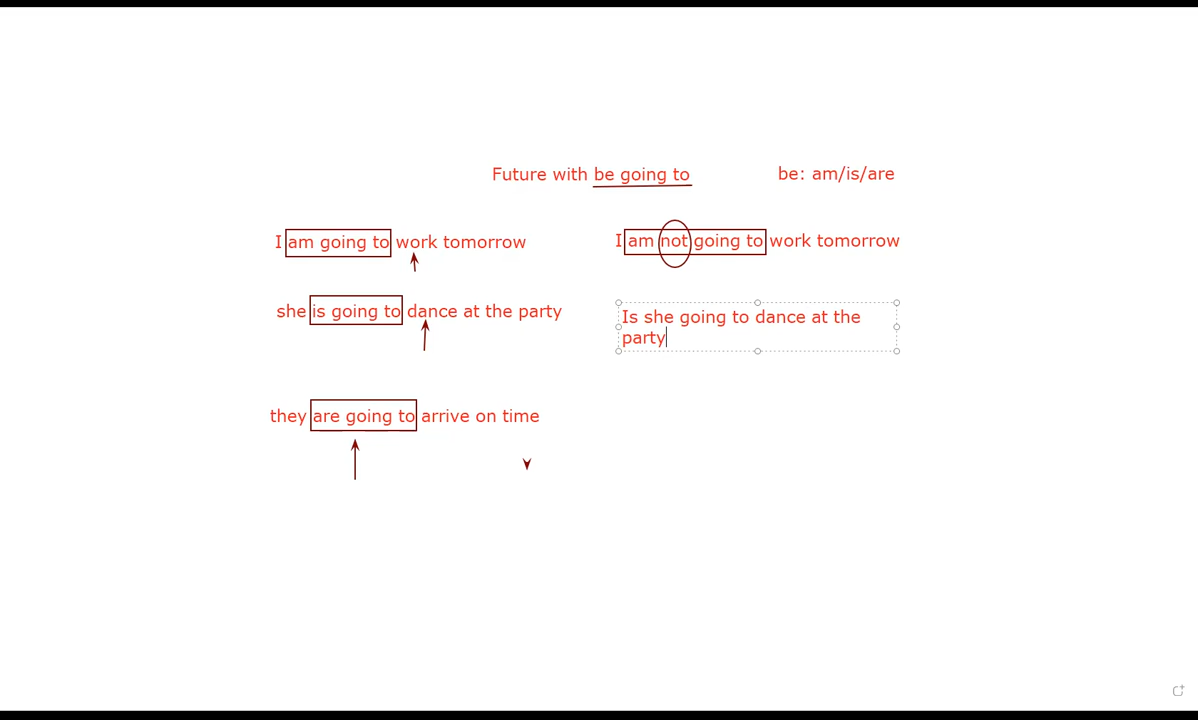 Future with be going to
be: am/is/are
I am going to work tomorrow
I am not going to work tomorrow
she is going to dance at the party
Is she going to dance at the
party
they are going to arrive on time